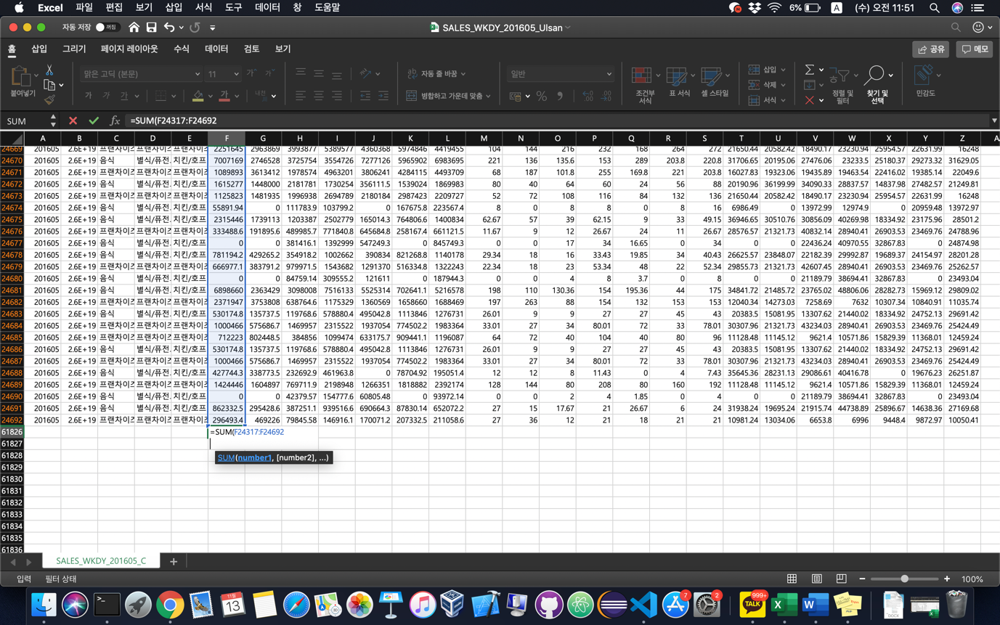 Excel 파일 편집 보기 삽입 서식 도구 데이터 창 도움말 6% A (수) 오전 11:51
자동 저장 꺼짐 SALES_WKDY_201605_Ulsan
홈 삽입 그리기 페이지 레이아웃 수식 데이터 검토 보기 공유 메모
붙여넣기 맑은 고딕 (본문) 11 자동 줄 바꿈 병합하고 가운데 맞춤 일반 조건부 서식 표 서식 셀 스타일 삽입 삭제 서식 정렬 및 필터 찾기 및 선택 민감도
SUM fx =SUM(F24317:F24692
A B C D E F G H I J K L M N O P Q R S T U V W X Y Z
24669 201605 2.6E+19 프랜차이즈 프랜차이즈 프랜차이즈 2251645 2963869 3993877 5389577 4360368 5974846 4419455 104 144 216 232 168 264 272 21650.44 20582.42 18490.17 23230.94 25954.57 22631.99 16248
24670 201605 2.6E+19 음식 별식/퓨전. 치킨/호프 7007169 2746528 3725754 3554726 7277126 5965902 6983695 221 136 135.6 153 289 203.8 220.8 31706.65 20195.06 27476.06 23233.5 25180.37 29273.32 31629.05
24671 201605 2.6E+19 프랜차이즈 프랜차이즈 프랜차이즈 1089893 3613412 1978574 4963201 3806241 4284115 4493709 68 187 101.8 255 169.8 221 203.8 16027.83 19323.06 19435.89 19463.54 22416.02 19385.14 22049.6
24672 201605 2.6E+19 음식 별식/퓨전. 치킨/호프 1615277 1448000 2181781 1730254 356111.5 1539024 1869983 80 40 64 60 24 56 88 20190.96 36199.99 34090.33 28837.57 14837.98 27482.57 21249.81
24673 201605 2.6E+19 프랜차이즈 프랜차이즈 프랜차이즈 1125823 1481935 1996938 2694789 2180184 2987423 2209727 52 72 108 116 84 132 136 21650.44 20582.42 18490.17 23230.94 25954.57 22631.99 16248
24674 201605 2.6E+19 음식 별식/퓨전. 치킨/호프 55891.94 0 111783.9 103799.2 0 167675.8 223567.4 8 0 8 8 0 8 16 6986.49 0 13972.99 12974.9 0 20959.48 13972.97
24675 201605 2.6E+19 음식 별식/퓨전. 치킨/호프 2315446 1739113 1203387 2502779 165014.3 764806.6 1400834 62.67 57 39 62.15 9 33 49.15 36946.65 30510.76 30856.09 40269.98 18334.92 23175.96 28501.2
24676 201605 2.6E+19 프랜차이즈 프랜차이즈 프랜차이즈 333488.6 191895.6 489985.7 771840.8 645684.8 258167.4 661121.5 11.67 9 12 26.67 24 11 26.67 28576.57 21321.73 40832.14 28940.41 26903.53 23469.76 24788.96
24677 201605 2.6E+19 음식 별식/퓨전. 치킨/호프 0 0 381416.1 1392999 547249.3 0 845749.3 0 0 17 34 16.65 0 34 0 0 22436.24 40970.55 32867.83 0 24874.98
24678 201605 2.6E+19 음식 별식/퓨전. 치킨/호프 781194.2 429265.2 354918.2 1002662 390834 821268.8 1140178 29.34 18 16 33.43 19.85 34 40.43 26625.57 23848.07 22182.39 29992.87 19689.37 24154.97 28201.28
24679 201605 2.6E+19 프랜차이즈 프랜차이즈 프랜차이즈 666977.1 383791.2 979971.5 1543682 1291370 516334.8 1322243 22.34 18 23 53.34 48 22 52.34 29855.73 21321.73 42607.45 28940.41 26903.53 23469.76 25262.57
24680 201605 2.6E+19 음식 별식/퓨전. 치킨/호프 0 0 84759.14 309555.2 121611 0 187944.3 0 0 4 8 3.7 0 8 0 0 21189.79 38694.41 32867.83 0 23493.04
24681 201605 2.6E+19 음식 별식/퓨전. 치킨/호프 6898660 2363429 3098008 7516133 5525314 702641.1 5216578 198 110 130.36 154 195.36 44 175 34841.72 21485.72 23765.02 48806.06 28282.73 15969.12 29809.02
24682 201605 2.6E+19 프랜차이즈 프랜차이즈 프랜차이즈 2371947 3753808 638764.6 1175329 1360569 1658660 1688469 197 263 88 154 132 153 153 12040.34 14273.03 7258.69 7632 10307.34 10840.91 11035.74
24683 201605 2.6E+19 음식 별식/퓨전. 치킨/호프 530174.8 135737.5 119768.6 578880.4 495042.8 1113846 1276731 26.01 9 9 27 27 45 43 20383.5 15081.95 13307.62 21440.02 18334.92 24752.13 29691.42
24684 201605 2.6E+19 프랜차이즈 프랜차이즈 프랜차이즈 1000466 575686.7 1469957 2315522 1937054 774502.2 1983364 33.01 27 34 80.01 72 33 78.01 30307.96 21321.73 43234.03 28940.41 26903.53 23469.76 25424.49
24685 201605 2.6E+19 프랜차이즈 프랜차이즈 프랜차이즈 712223 802448.5 384856 1099474 633175.7 909441.1 1196087 64 72 40 104 40 80 96 11128.48 11145.12 9621.4 10571.86 15829.39 11368.01 12459.24
24686 201605 2.6E+19 음식 별식/퓨전. 치킨/호프 530174.8 135737.5 119768.6 578880.4 495042.8 1113846 1276731 26.01 9 9 27 27 45 43 20383.5 15081.95 13307.62 21440.02 18334.92 24752.13 29691.42
24687 201605 2.6E+19 프랜차이즈 프랜차이즈 프랜차이즈 1000466 575686.7 1469957 2315522 1937054 774502.2 1983364 33.01 27 34 80.01 72 33 78.01 30307.96 21321.73 43234.03 28940.41 26903.53 23469.76 25424.49
24688 201605 2.6E+19 음식 별식/퓨전. 치킨/호프 427744.3 338773.5 232692.9 461963.8 0 78704.92 195051.4 12 12 8 11.43 0 4 7.43 35645.36 28231.13 29086.61 40416.78 0 19676.23 26251.87
24689 201605 2.6E+19 프랜차이즈 프랜차이즈 프랜차이즈 1424446 1604897 769711.9 2198948 1266351 1818882 2392174 128 144 80 208 80 160 192 11128.48 11145.12 9621.4 10571.86 15829.39 11368.01 12459.24
24690 201605 2.6E+19 음식 별식/퓨전. 치킨/호프 0 0 42379.57 154777.6 60805.48 0 93972.14 0 0 2 4 1.85 0 4 0 0 21189.79 38694.41 32867.83 0 23493.04
24691 201605 2.6E+19 음식 별식/퓨전. 치킨/호프 862332.5 295428.6 387251.1 939516.6 690664.3 87830.14 652072.2 27 15 17.67 21 26.67 6 24 31938.24 19695.24 21915.74 44738.89 25896.67 14638.36 27169.68
24692 201605 2.6E+19 프랜차이즈 프랜차이즈 프랜차이즈 296493.4 469226 79845.58 146916.1 170071.2 207332.5 211058.6 27 36 12 21 18 21 21 10981.24 13034.06 6653.8 6996 9448.4 9872.97 10050.41
61826 =SUM(F24317:F24692
61827
61828 SUM(number1, [number2], ...)
61829
61830
61831
61832
61833
61834
61835
61836
SALES_WKDY_201605_C
입력 필터 상태 100%
11월 13 3D 7 2 999+ TALK X W DOCX